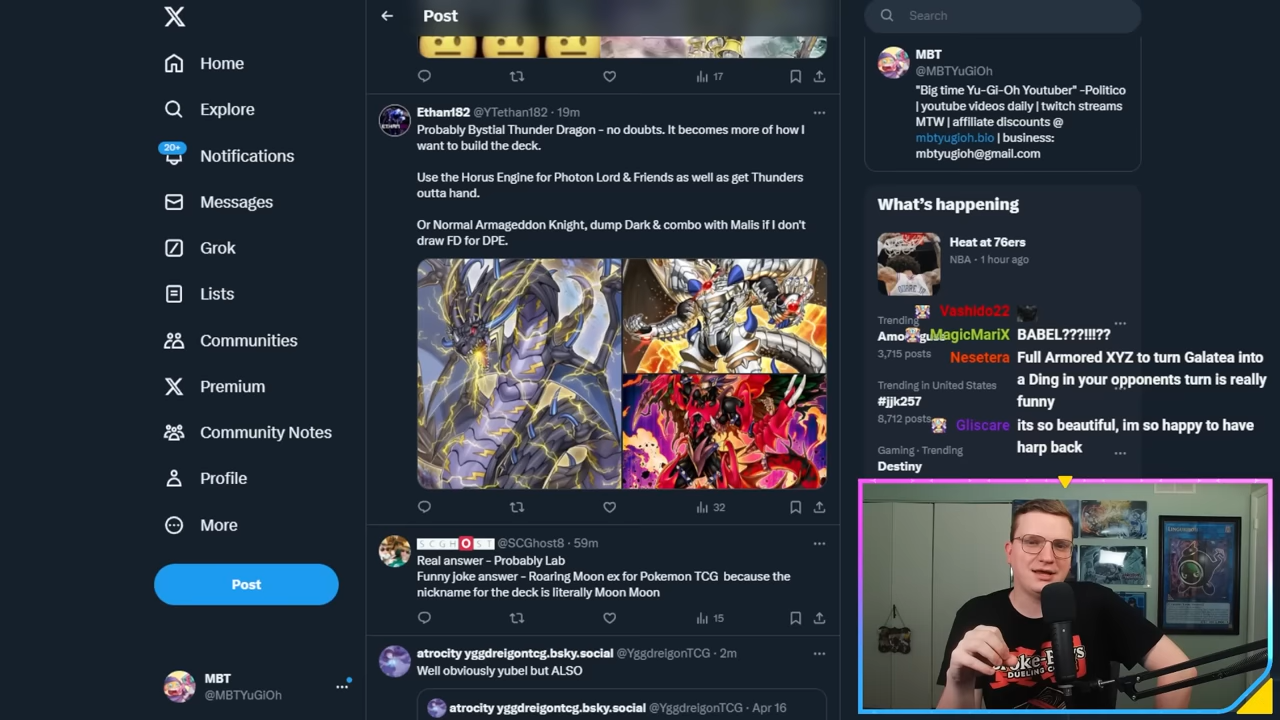 Home
Explore
20+
Notifications
Messages
Grok
Lists
Communities
Premium
Community Notes
Profile
More
Post
MBT
@MBTYuGiOh
Post
17
Ethan182 @YTethan182 · 19m
Probably Bystial Thunder Dragon - no doubts. It becomes more of how I
want to build the deck.
Use the Horus Engine for Photon Lord & Friends as well as get Thunders
outta hand.
Or Normal Armageddon Knight, dump Dark & combo with Malis if I don't
draw FD for DPE.
ETHAN
32
SCGHOST @SCGhost8 · 59m
Real answer - Probably Lab
Funny Joke answer - Roaring Moon ex for Pokemon TCG because the
nickname for the deck is literally Moon Moon
15
atrocity yggdreigontcg.bsky.social @YggdreigonTCG · 2m
Well obviously yubel but ALSO
atrocity yggdreigontcg.bsky.social @YggdreigonTCG · Apr 16
Search
MBT
@MBTYuGiOh
"Big time Yu-Gi-Oh Youtuber" -Politico
| youtube videos daily | twitch streams
MTW | affiliate discounts @
mbtyugioh.bio | business:
mbtyugioh@gmail.com
What's happening
Heat at 76ers
NBA · 1 hour ago
Trending
3,715 posts
Trending in United States
#jjk257
8,712 posts
Gaming · Trending
Destiny
Vashido22
MagicMariX BABEL???!!!??
Nesetera Full Armored XYZ to turn Galatea into
a Ding in your opponents turn is really
funny
Gliscare its so beautiful, im so happy to have
harp back
DUELING